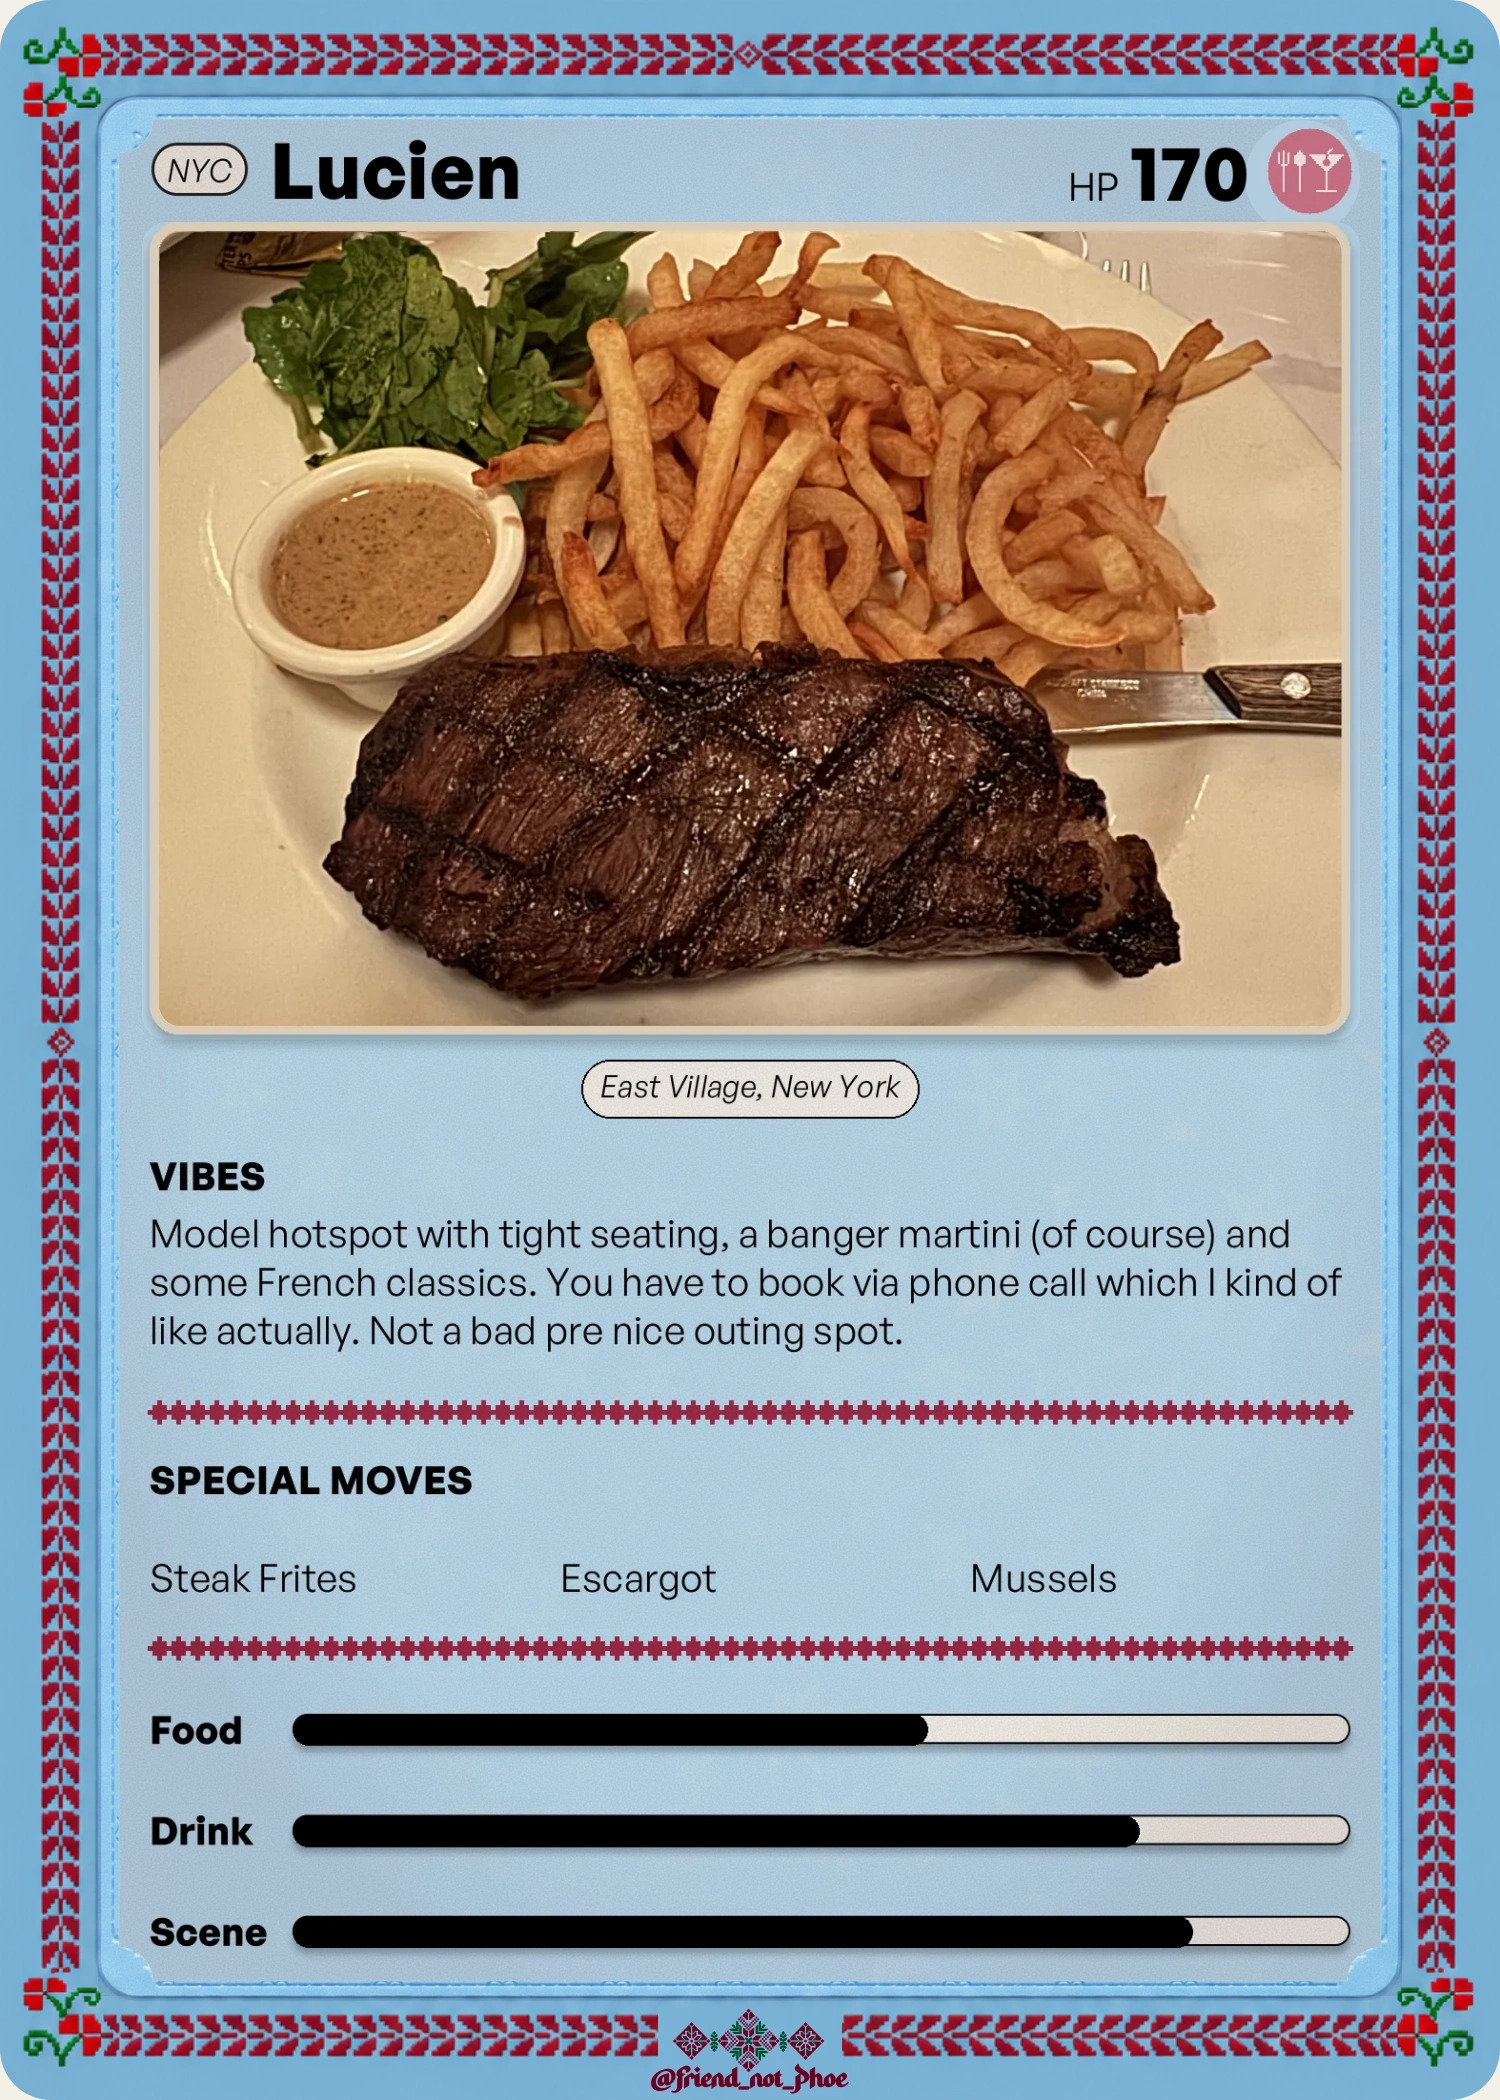 NYC Lucien HP 170
East Village, New York
VIBES
Model hotspot with tight seating, a banger martini (of course) and
some French classics. You have to book via phone call which I kind of
like actually. Not a bad pre nice outing spot.
SPECIAL MOVES
Steak Frites Escargot Mussels
Food
Drink
Scene
@friend_not_phoe